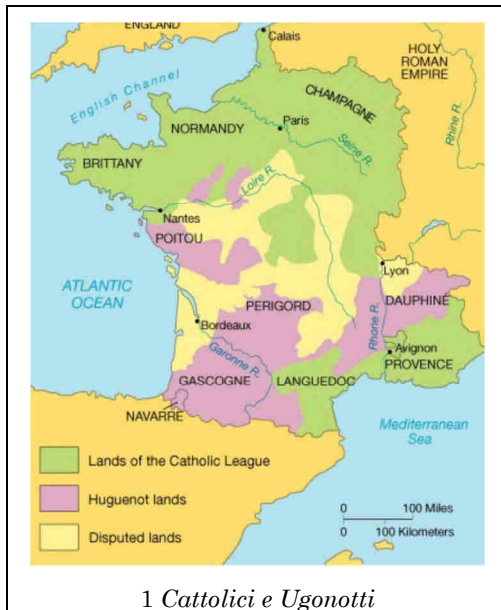 ENGLAND
Calais
HOLY
ROMAN
EMPIRE
English Channel
CHAMPAGNE
Rhine R.
NORMANDY
Paris
Seine R.
BRITTANY
Loire R.
Nantes
POITOU
ATLANTIC
OCEAN
Lyon
DAUPHINÉ
PERIGORD
Bordeaux
Rhone R.
Garonne R.
Avignon
PROVENCE
GASCOGNE
LANGUEDOC
NAVARRE
Mediterranean
Sea
Lands of the Catholic League
Huguenot lands
Disputed lands
0 100 Miles
0 100 Kilometers
1 Cattolici e Ugonotti